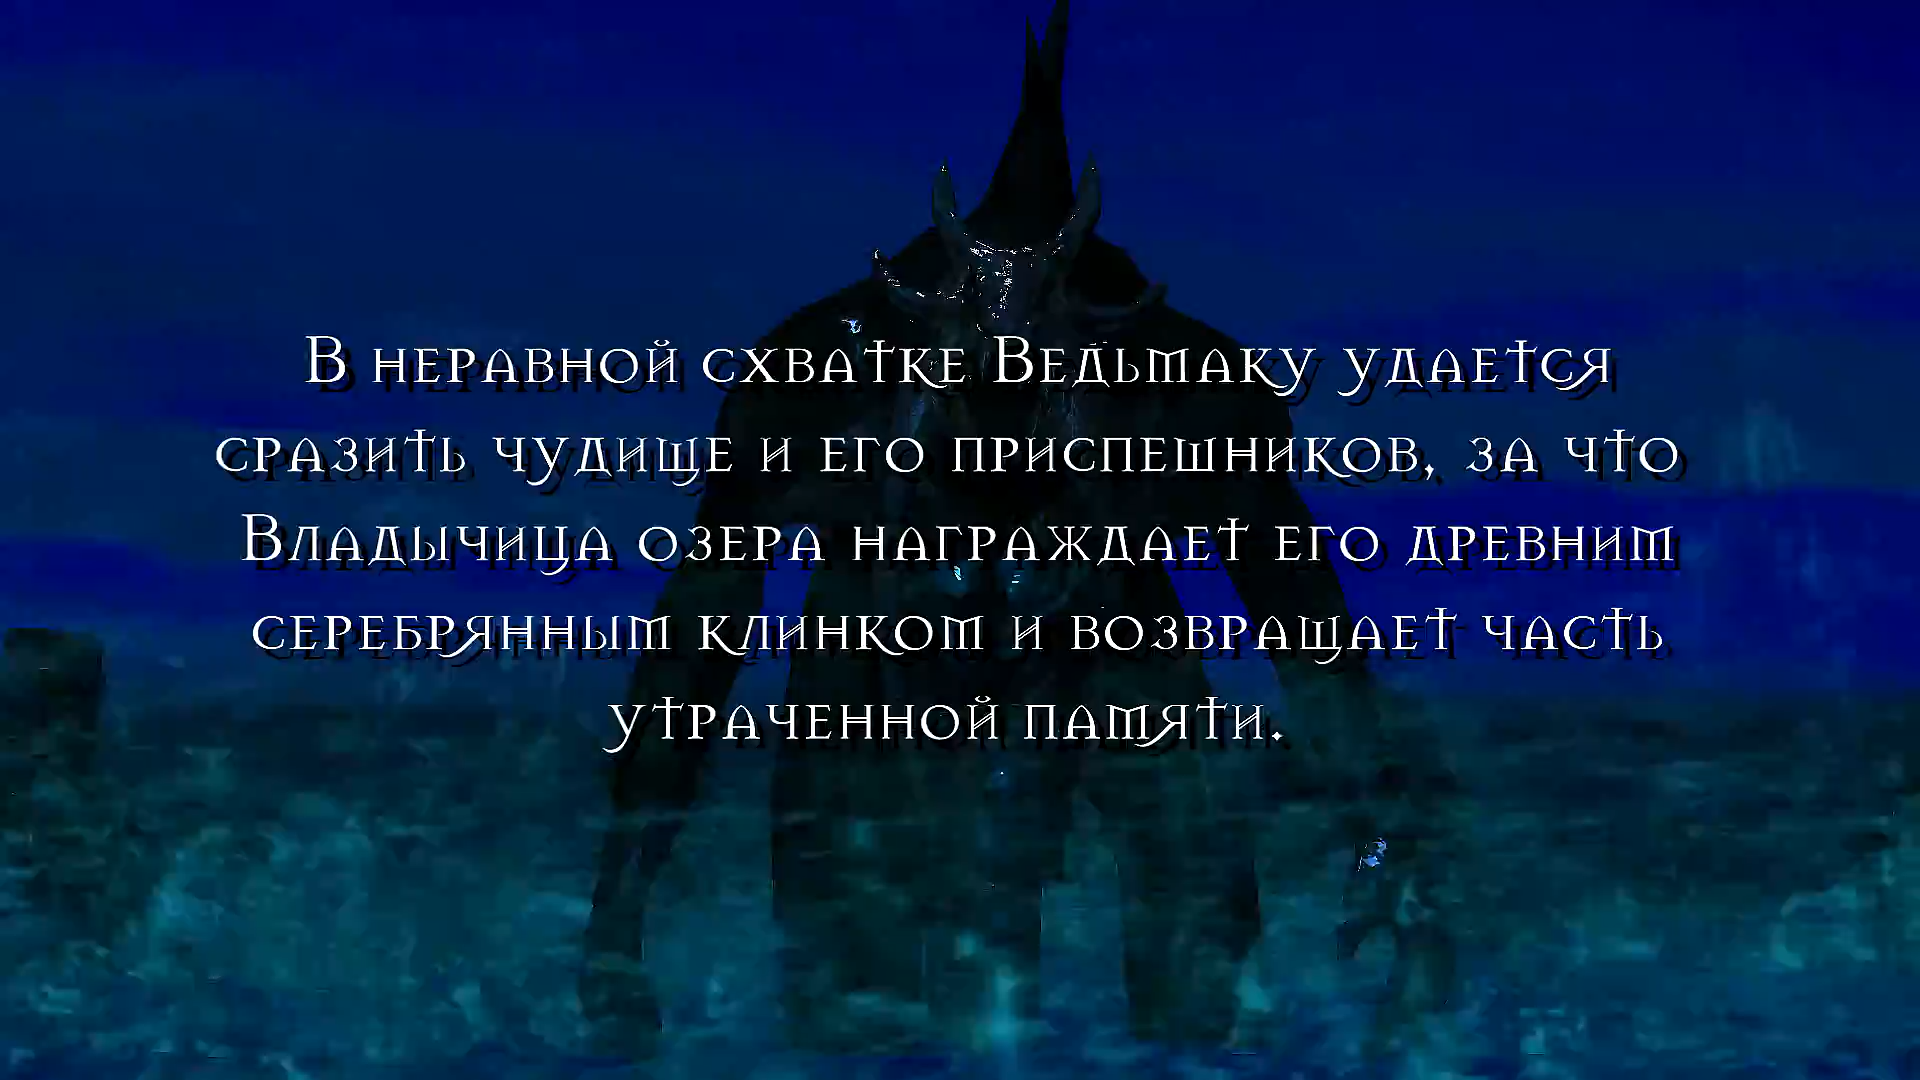 В неравной схватке Ведьмаку удается
сразить чудище и его приспешников, за что
Владычица озера награждает его древним
серебрянным клинком и возвращает часть
утраченной памяти.